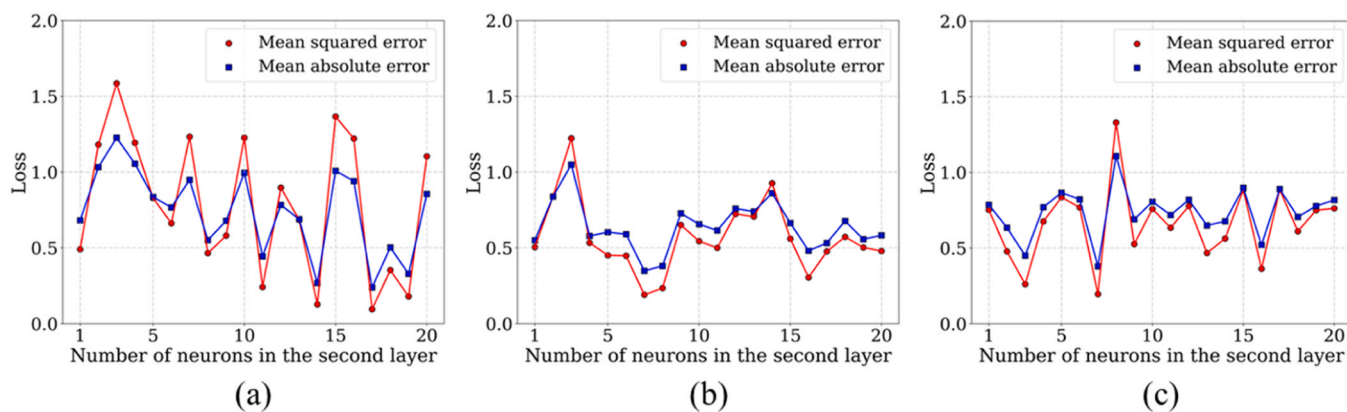 2.0
1.5
1.0
0.5
0.0
Loss
Mean squared error
Mean absolute error
1 5 10 15 20
Number of neurons in the second layer
(a)
2.0
1.5
1.0
0.5
0.0
Loss
Mean squared error
Mean absolute error
1 5 10 15 20
Number of neurons in the second layer
(b)
2.0
1.5
1.0
0.5
0.0
Loss
Mean squared error
Mean absolute error
1 5 10 15 20
Number of neurons in the second layer
(c)